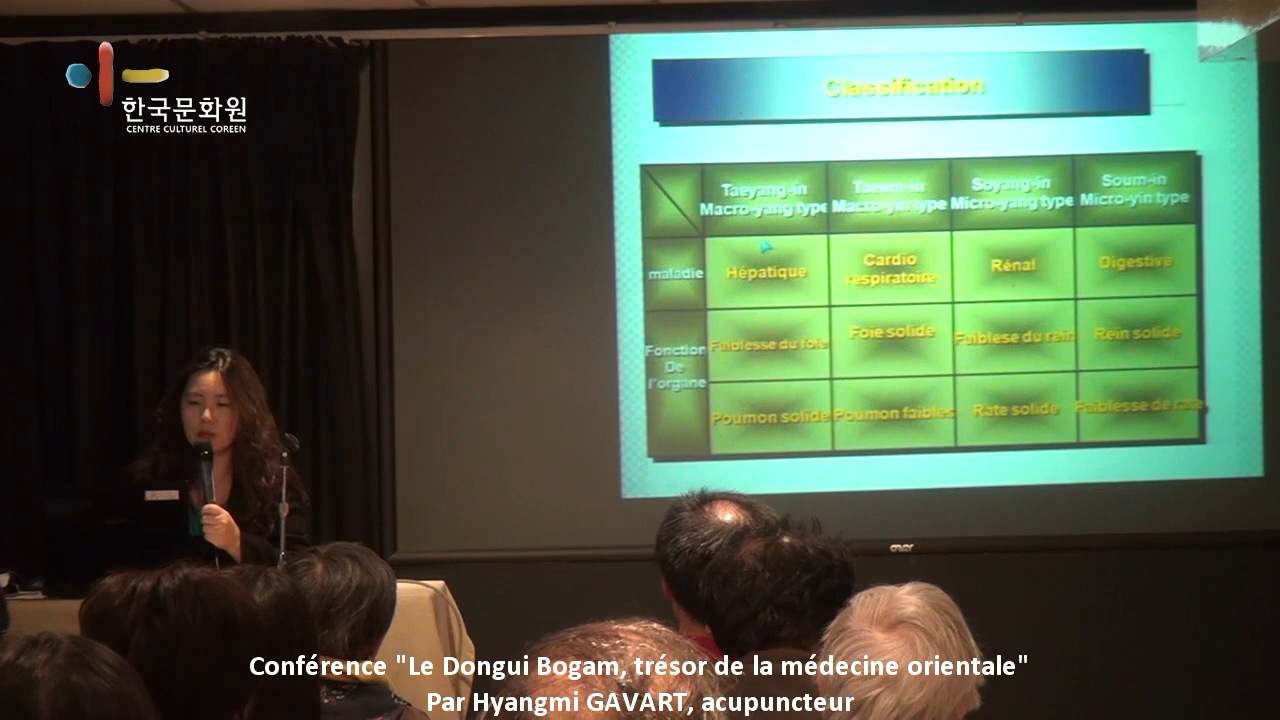 한국문화원
CENTRE CULTUREL COREEN
Classification
Taeyang-in
Macro-yang type
Taeum-in
Macro-yin type
Soyang-in
Micro-yang type
Soum-in
Micro-yin type
maladie
Hépatique
Cardio
respiratoire
Rénal
Digestive
Fonction
De
l'organe
Faiblesse du foie
Foie solide
Faiblese du rein
Rein solide
Poumon solide
Poumon faibles
Rate solide
Faiblesse de rate
Conférence "Le Dongui Bogam, trésor de la médecine orientale"
Par Hyangmi GAVART, acupuncteur